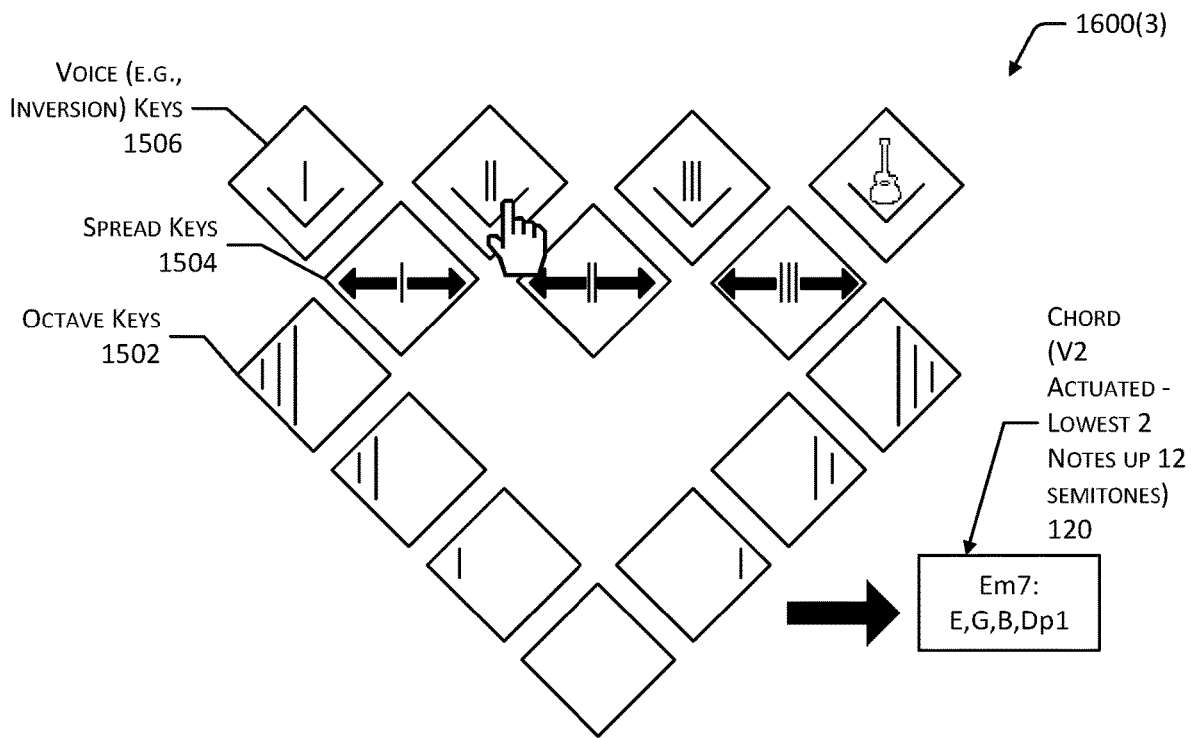 1600(3)
VOICE (E.G.,
INVERSION) KEYS
1506
SPREAD KEYS
1504
OCTAVE KEYS
1502
CHORD
(V2
ACTUATED -
LOWEST 2
NOTES UP 12
SEMITONES)
120
Em7:
E,G,B,Dp1